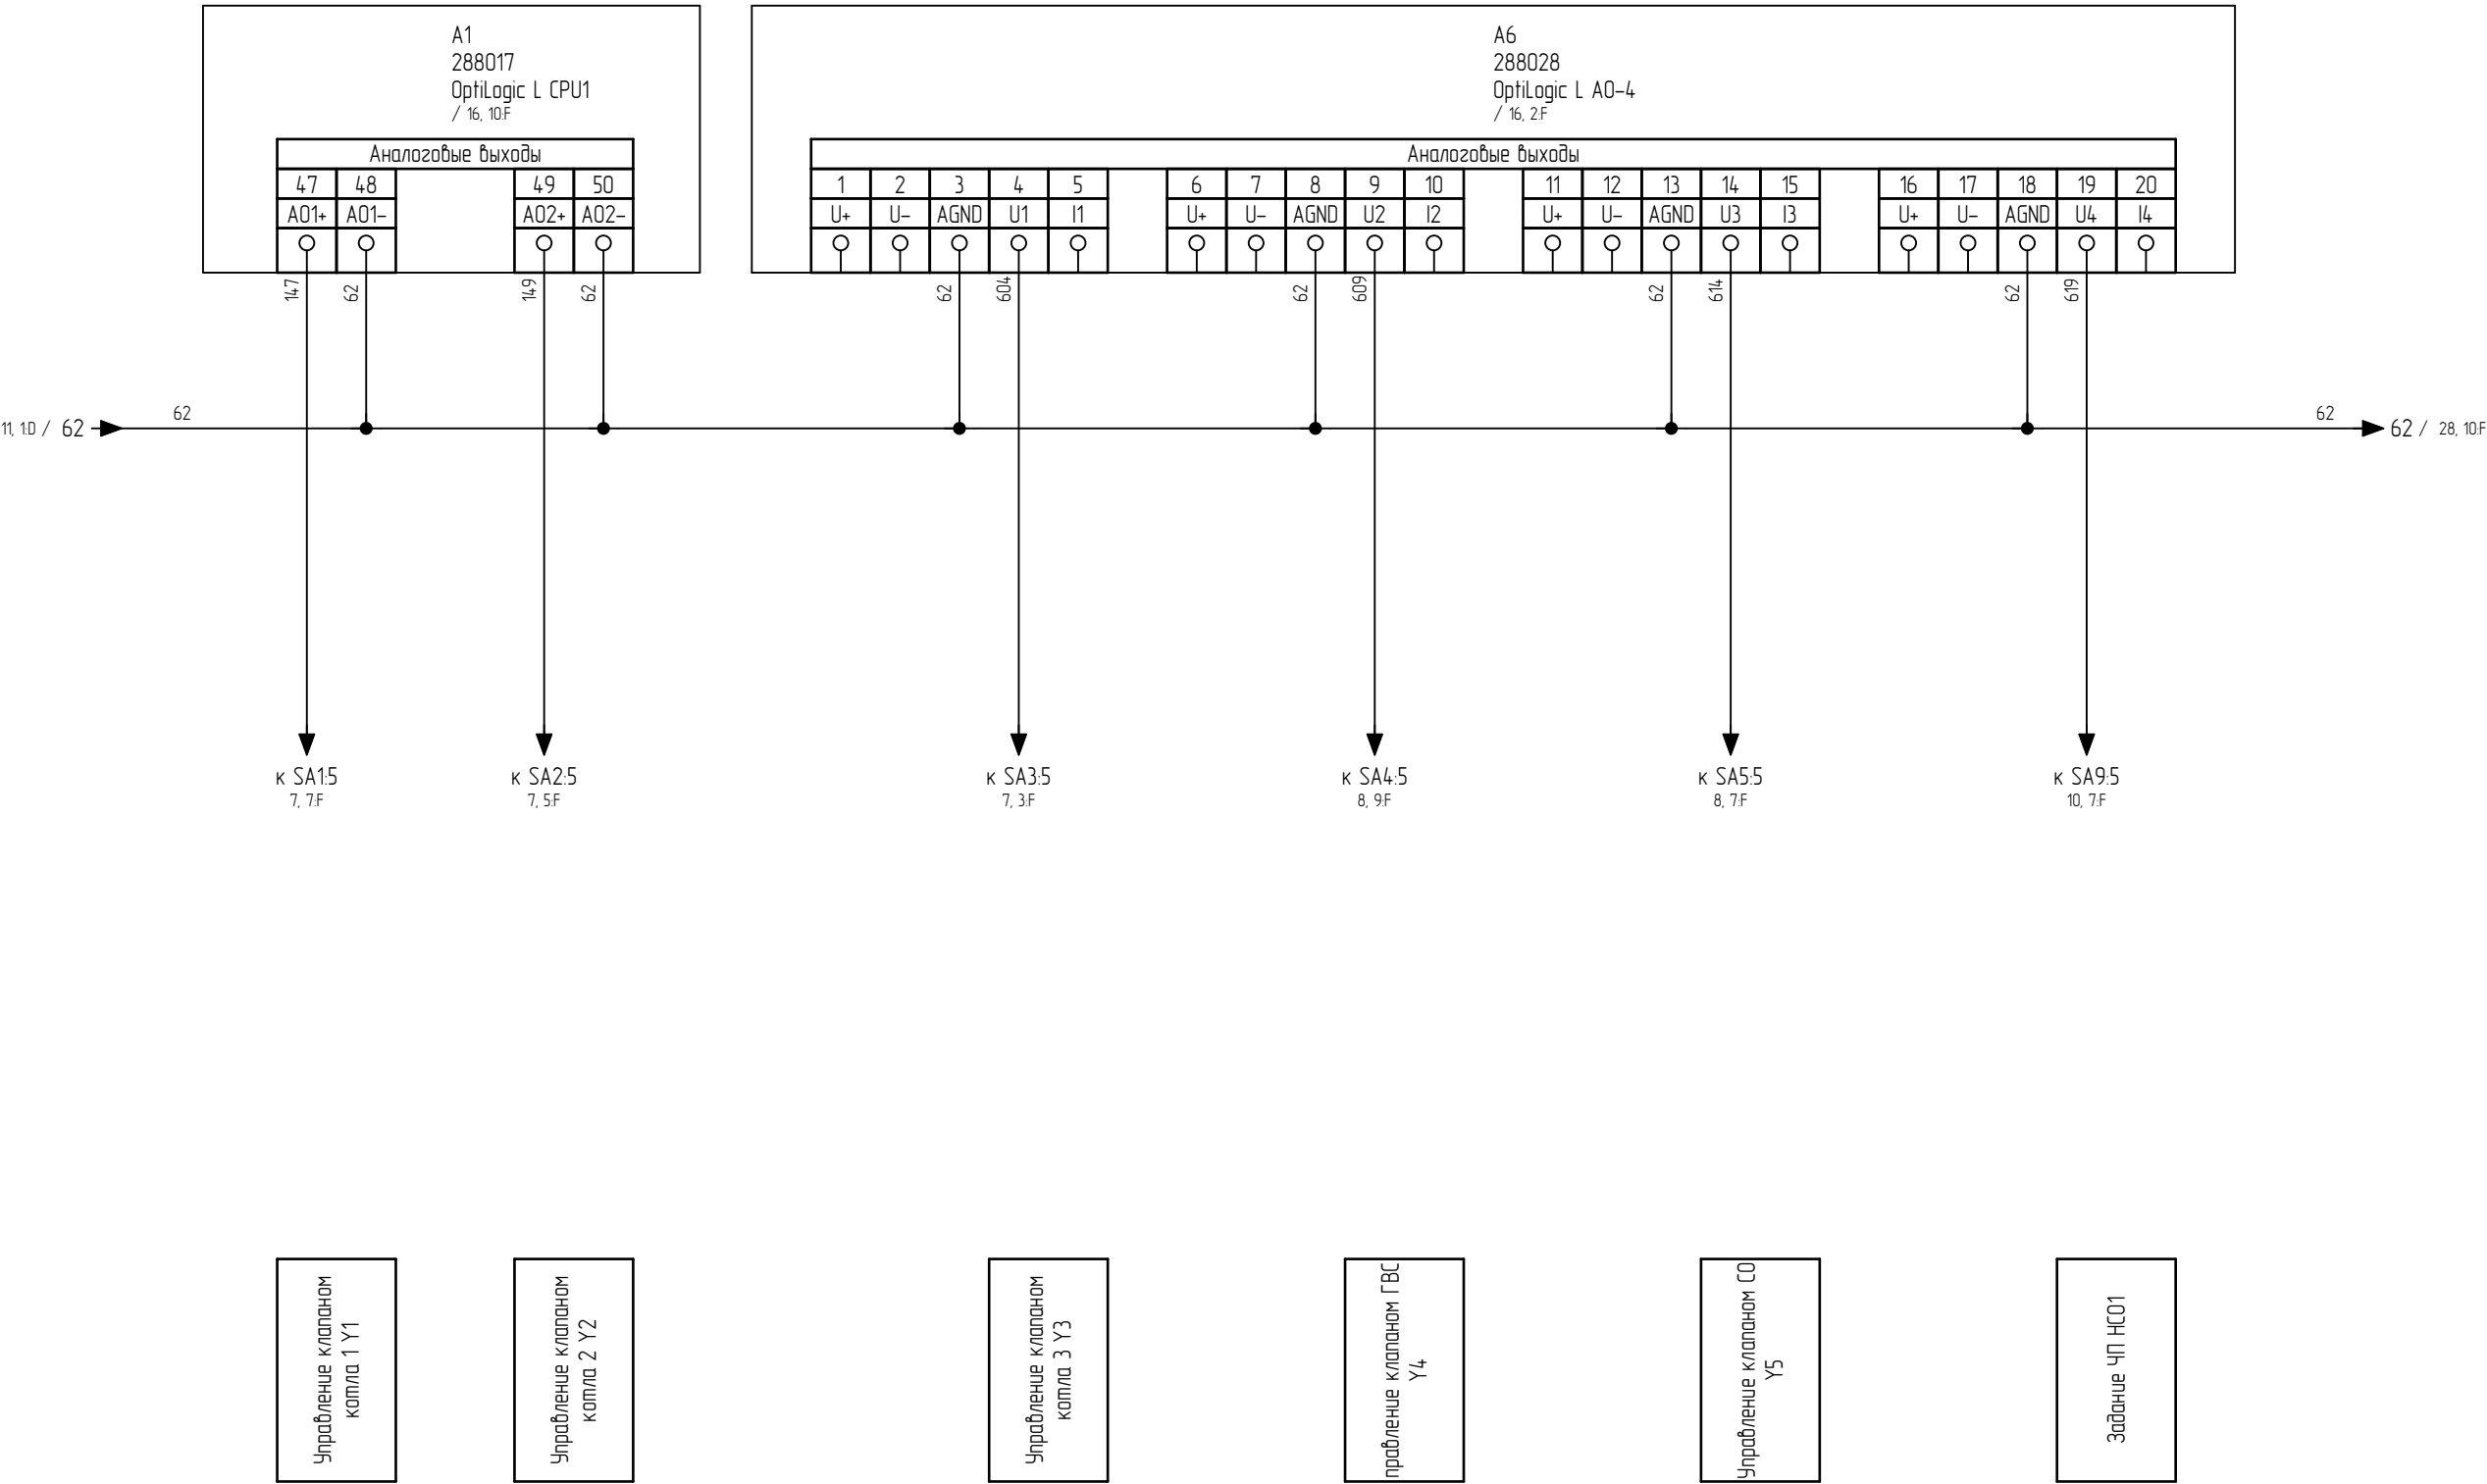 A1
288017
OptiLogic L CPU1
/ 16, 10:F
A6
288028
OptiLogic L AO-4
/ 16, 2:F
Аналоговые выходы
Аналоговые выходы
47 48 49 50 1 2 3 4 5 6 7 8 9 10 11 12 13 14 15 16 17 18 19 20
AO1+ AO1- AO2+ AO2- U+ U- AGND U1 I1 U+ U- AGND U2 I2 U+ U- AGND U3 I3 U+ U- AGND U4 I4
147 62 149 62 62 604 62 609 62 614 62 619
62 62
11, 1:D / 62 62 / 28, 10:F
к SA1:5 к SA2:5 к SA3:5 к SA4:5 к SA5:5 к SA9:5
7, 7:F 7, 5:F 7, 3:F 8, 9:F 8, 7:F 10, 7:F
Управление клапаном
котла 1 Y1
Управление клапаном
котла 2 Y2
Управление клапаном
котла 3 Y3
правление клапаном ГВС
Y4
Управление клапаном СО
Y5
Задание ЧП НСО1